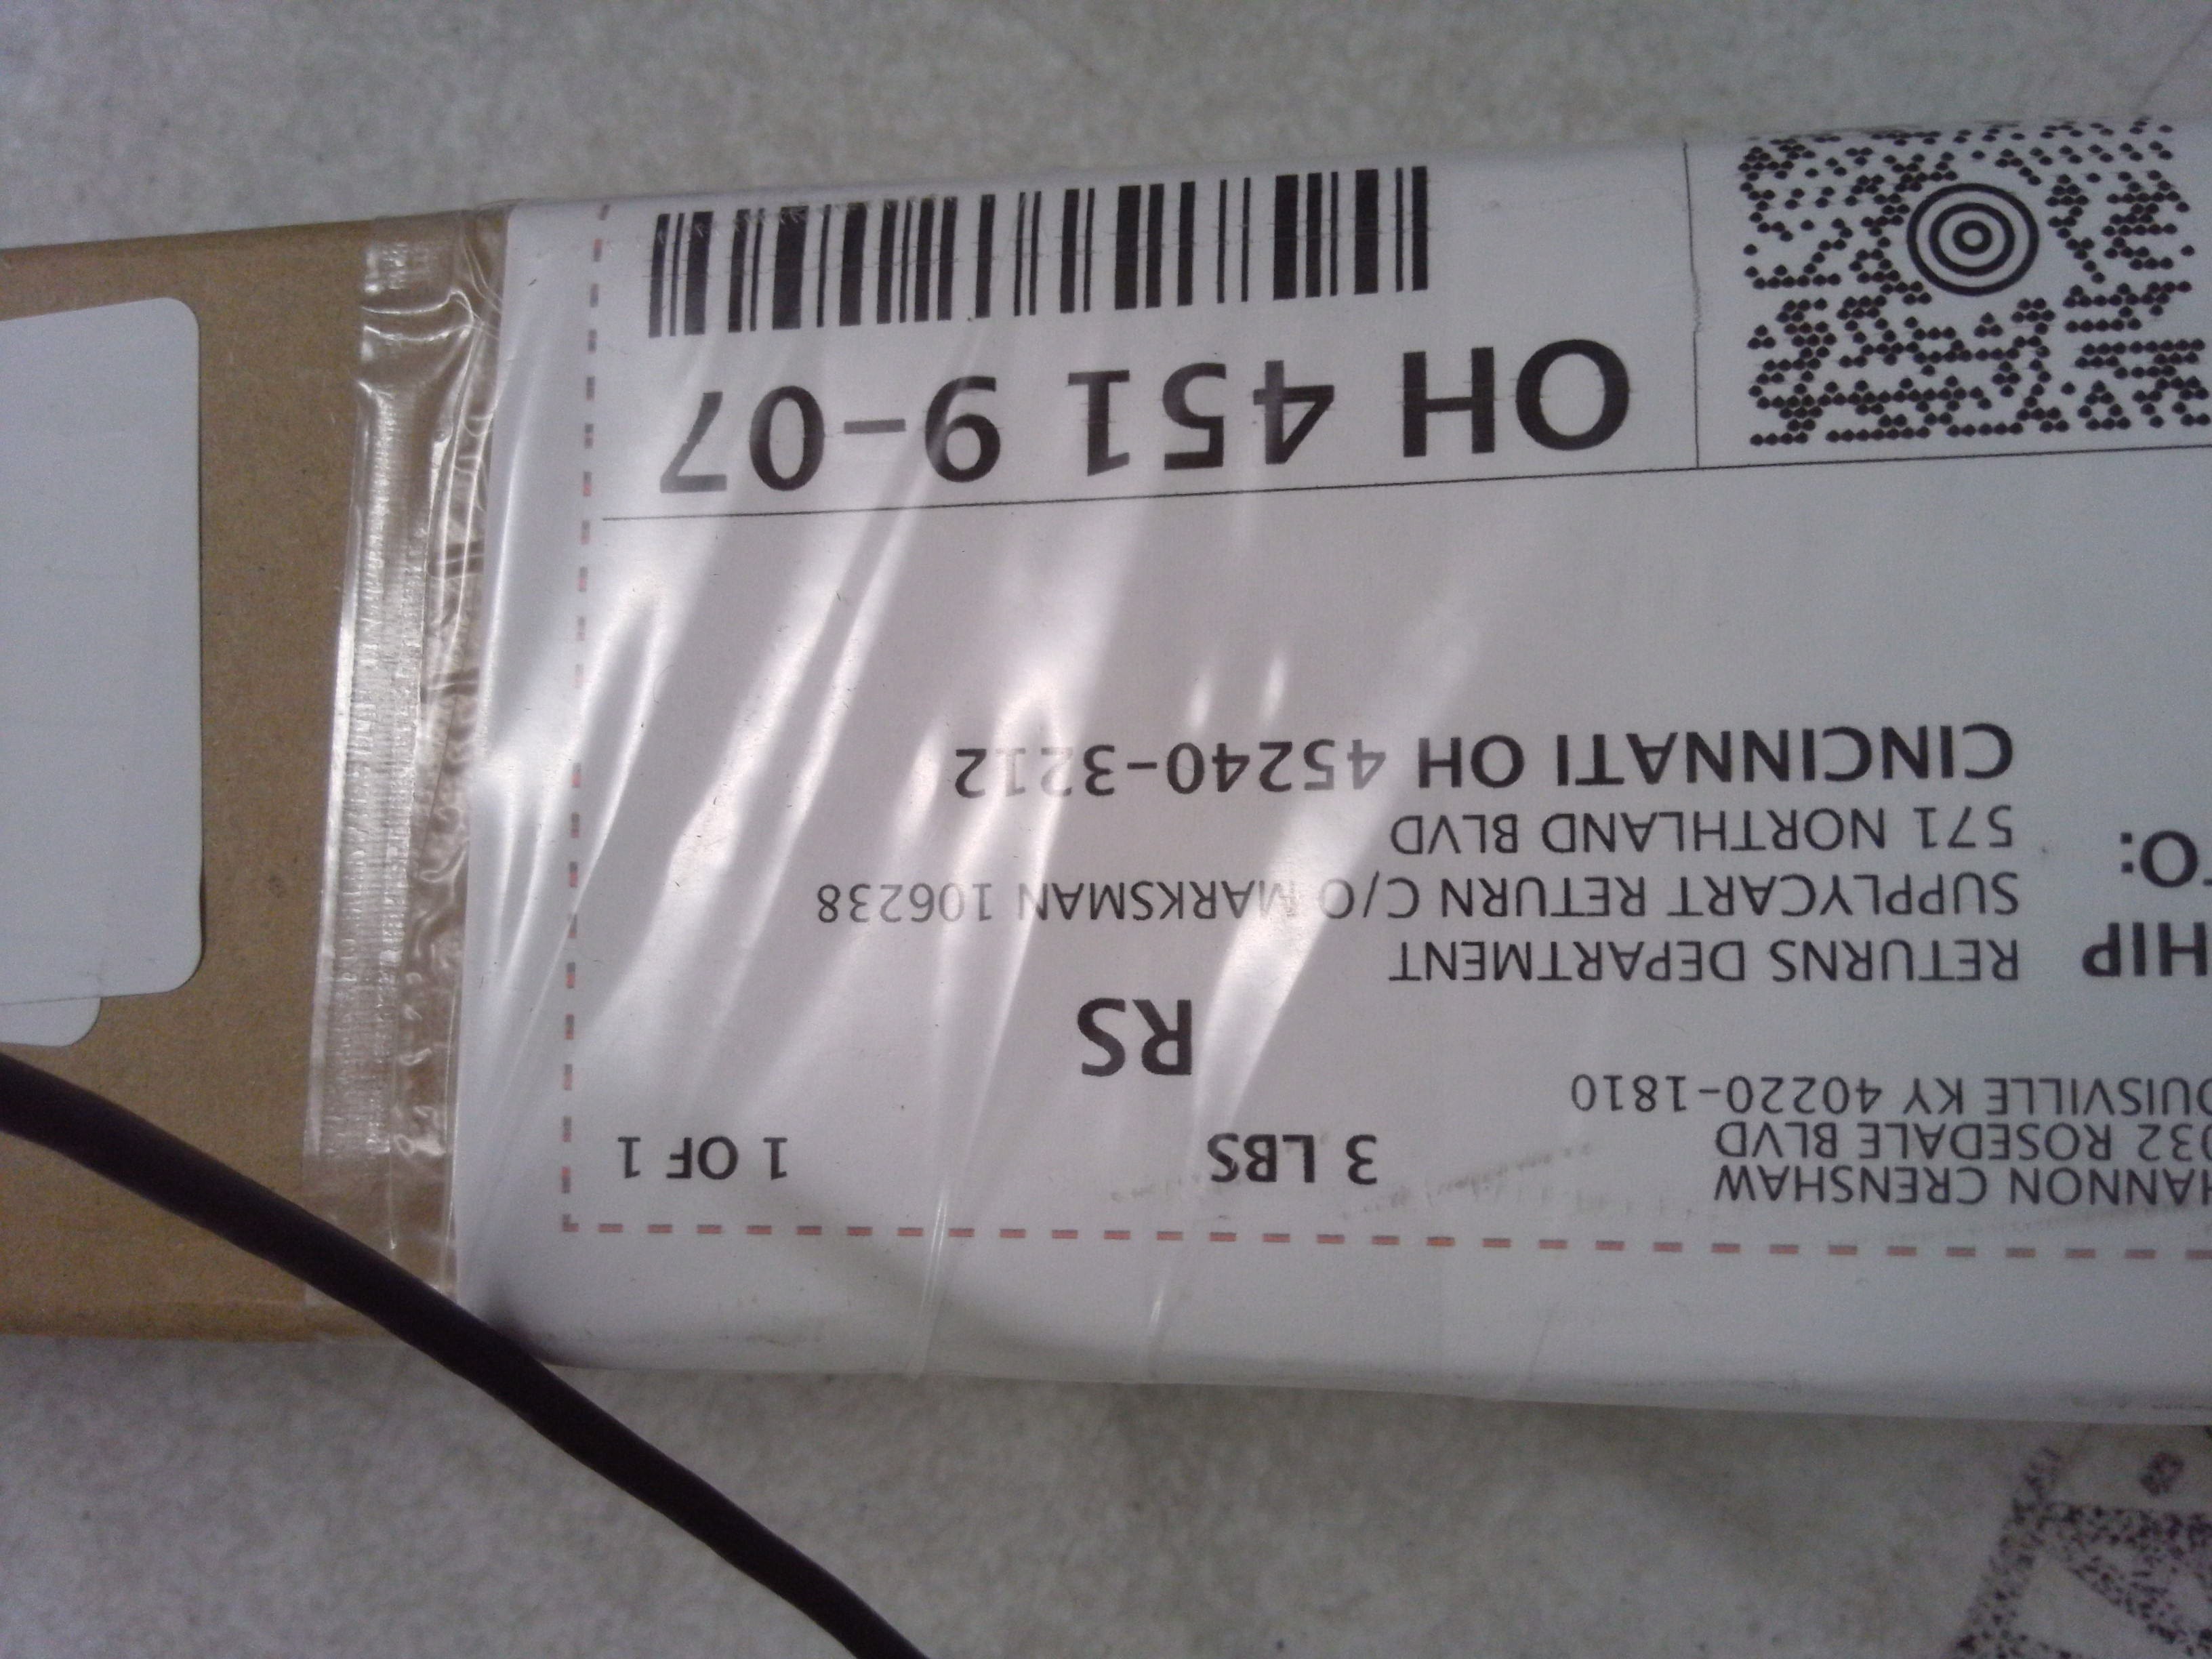 HANNON CRENSHAW
032 ROSEDALE BLVD
OUISVILLE KY 40220-1810
3 LBS
1 OF 1
RS
HIP
TO:
RETURNS DEPARTMENT
SUPPLYCART RETURN C/O MARKSMAN 106238
571 NORTHLAND BLVD
CINCINNATI OH 45240-3212
OH 451 9-07